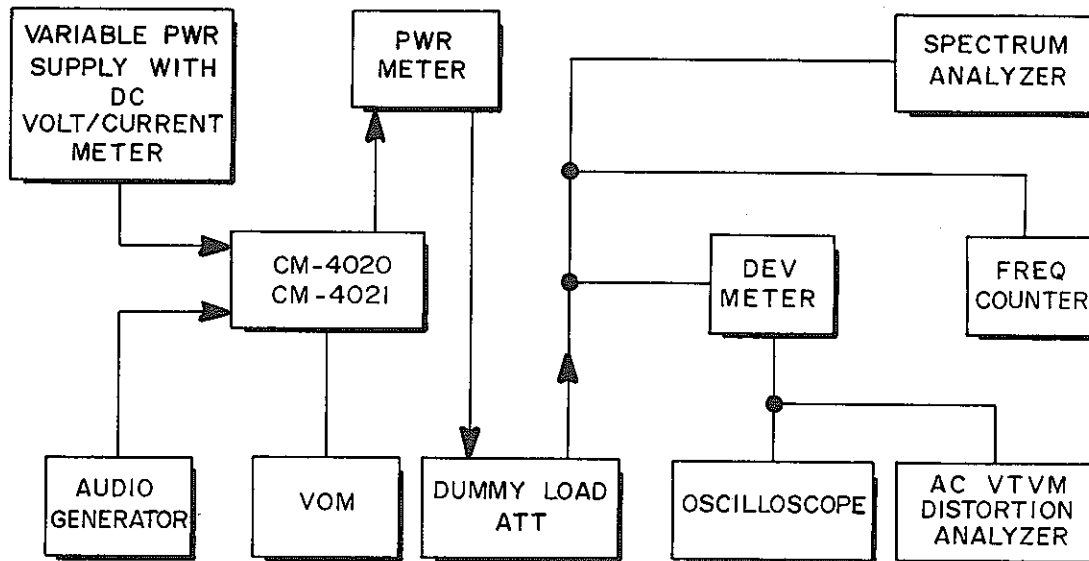 VARIABLE PWR
SUPPLY WITH
DC
VOLT/CURRENT
METER
PWR
METER
SPECTRUM
ANALYZER
CM-4020
CM-4021
DEV
METER
FREQ
COUNTER
AUDIO
GENERATOR
VOM
DUMMY LOAD
ATT
OSCILLOSCOPE
AC VTVM
DISTORTION
ANALYZER